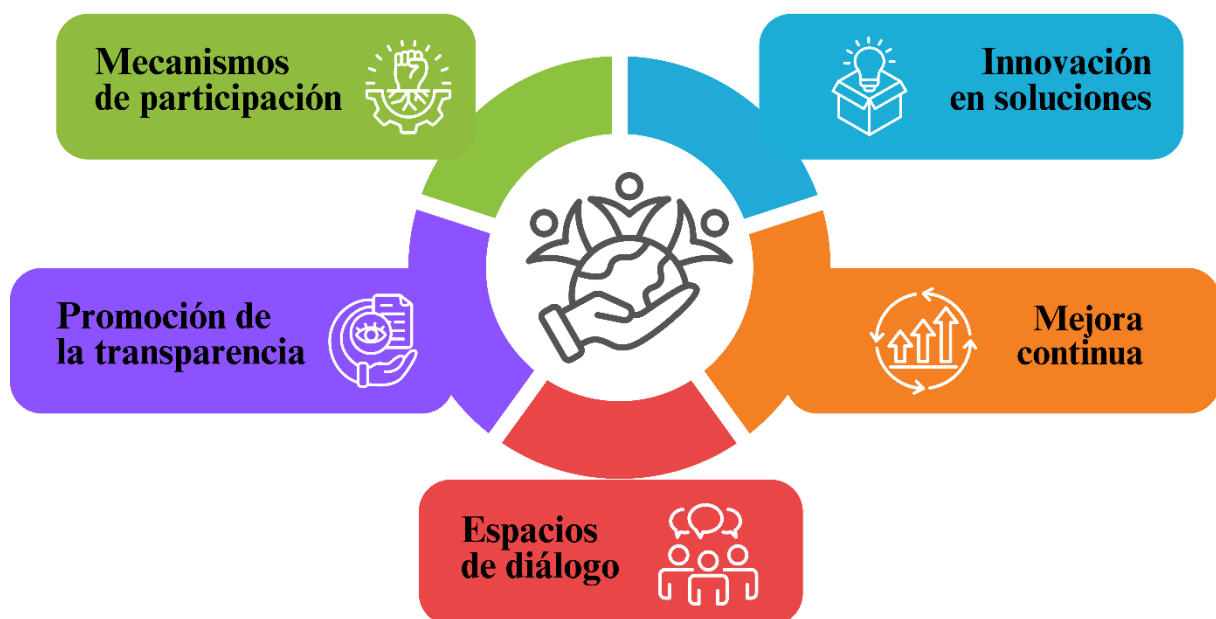 Mecanismos
de participación
Innovación
en soluciones
Promoción de
la transparencia
Mejora
continua
Espacios
de diálogo